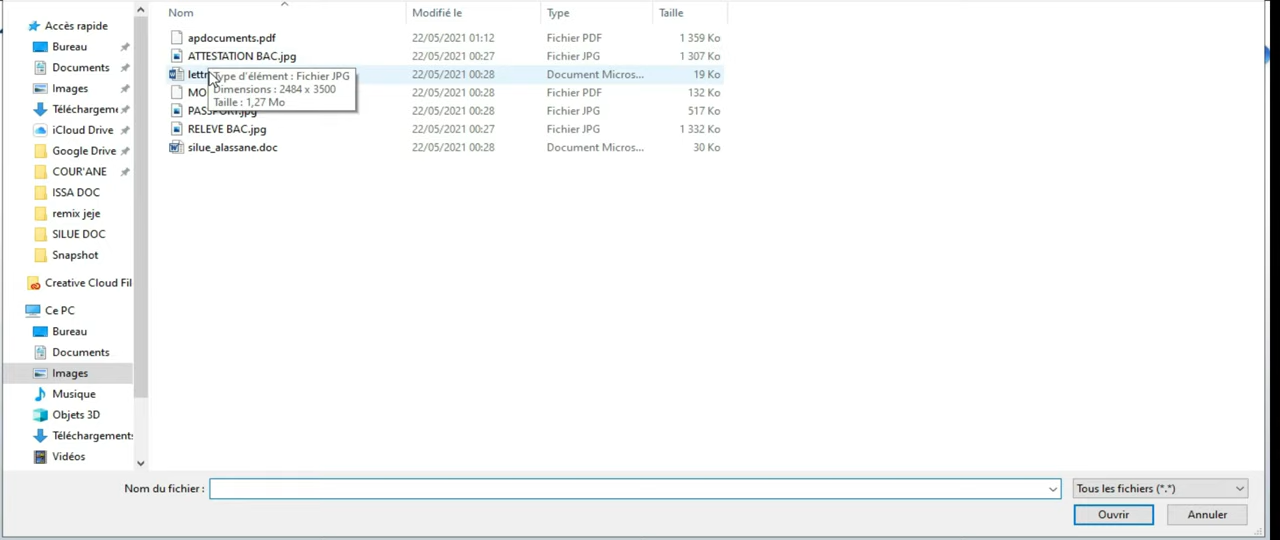 Nom Modifié le Type Taille
Accès rapide
Bureau
Documents
Images
Téléchargeme
iCloud Drive
Google Drive
COUR'ANE
ISSA DOC
remix jeje
SILUE DOC
Snapshot
Creative Cloud Fil
Ce PC
Bureau
Documents
Images
Musique
Objets 3D
Téléchargements
Vidéos
apdocuments.pdf 22/05/2021 01:12 Fichier PDF 1 359 Ko
ATTESTATION BAC.jpg 22/05/2021 00:27 Fichier JPG 1 307 Ko
lettr 22/05/2021 00:28 Document Micros... 19 Ko
MO 22/05/2021 00:28 Fichier PDF 132 Ko
PASSPORT.jpg 22/05/2021 00:28 Fichier JPG 517 Ko
RELEVE BAC.jpg 22/05/2021 00:27 Fichier JPG 1 332 Ko
silue_alassane.doc 22/05/2021 00:28 Document Micros... 30 Ko
Type d'élément : Fichier JPG
Dimensions : 2484 x 3500
Taille : 1,27 Mo
Nom du fichier : Tous les fichiers (*.*)
Ouvrir Annuler